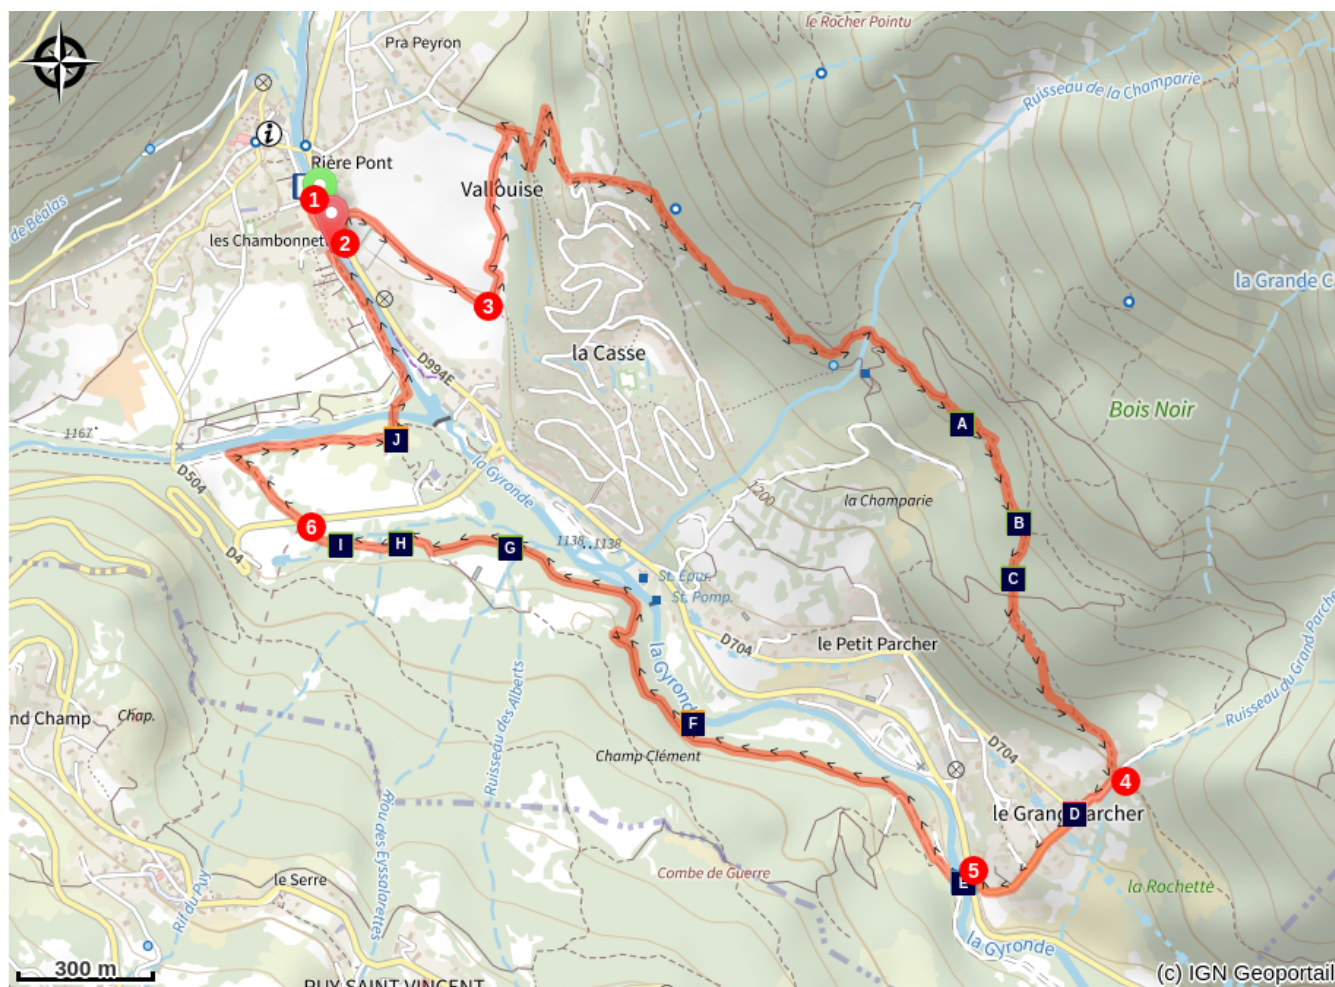 le Rocher Pointu
Pra Peyron
Ruisseau de la Champarie
i
Rière Pont
de Béalas
Vallouise
1
les Chambonnet
2
la Grande C
3
D994E
la Casse
Bois Noir
A
1167
J
D504
la Gyronde
1200
la Champarie
6
B
I
H
G
1138
1138
D4
St. Epur.
C
St. Pomp.
D704
le Petit Parcher
la Gyronde
Ruisseau des Alberts
Ruisseau du Grand Parche
nd Champ
Chap.
F
Champ Clément
D704
4
le Grand
D
archer
Riou des Eyssalarettes
Combe de Guerre
5
E
le Serre
la Rochette
Rif du Puy
la Gyronde
300 m
PUY SAINT VINCENT
(c) IGN Geoportail